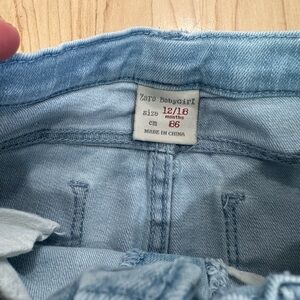 Zara BabyGirl
size 12/18
months
cm 86
MADE IN CHINA